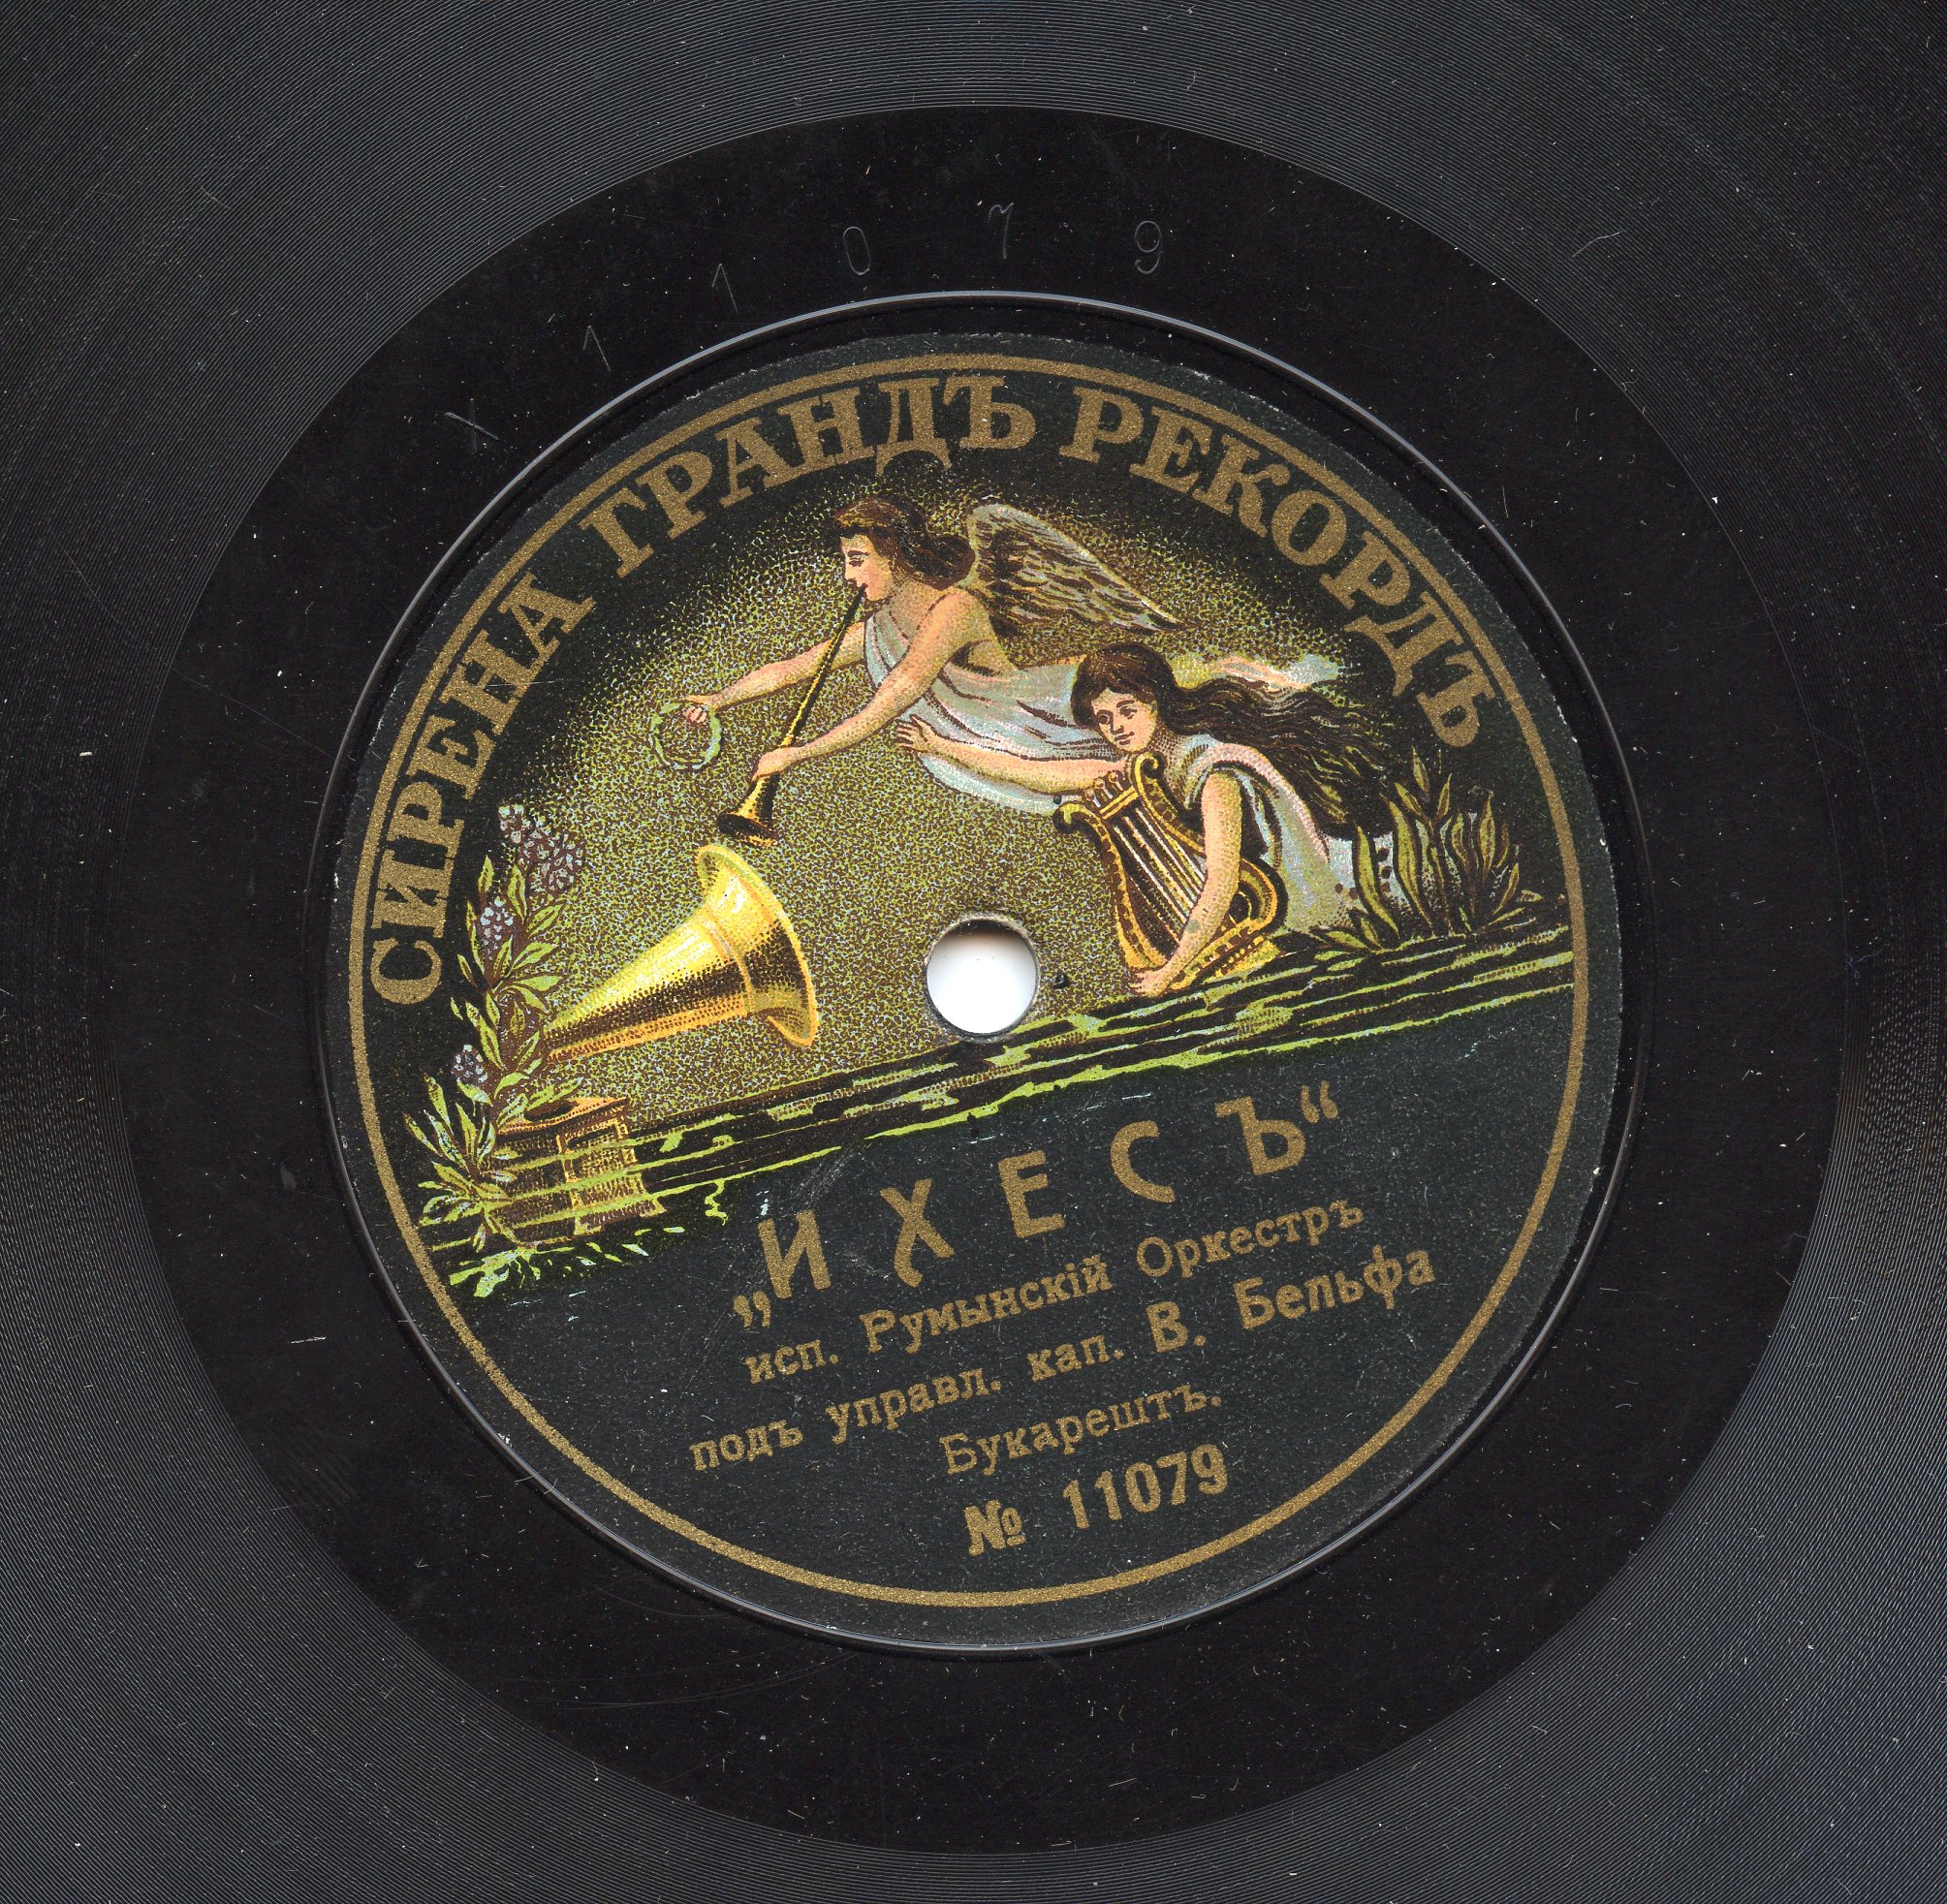 X 1 1 0 7 9
СИРЕНА ГРАНДЪ РЕКОРДЪ
„ИХЕСЪ“
исп. Румынскій Оркестръ
подъ управл. кап. В. Бельфа
Букарештъ.
№ 11079